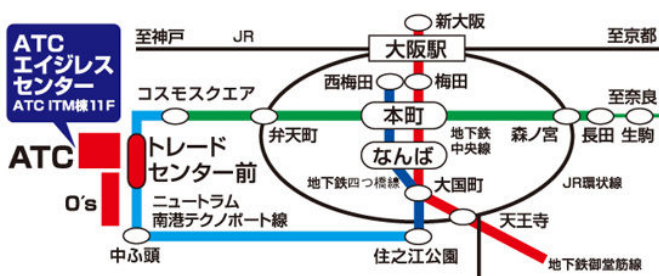 新大阪
至神戸
JR
大阪駅
至京都
ATC
エイジレス
センター
ATC ITM棟11F
西梅田
梅田
コスモスクエア
至奈良
本町
弁天町
地下鉄
中央線
森ノ宮
長田
生駒
ATC
トレード
センター前
なんば
地下鉄四つ橋線
大国町
JR環状線
O's
ニュートラム
南港テクノポート線
天王寺
中ふ頭
住之江公園
地下鉄御堂筋線